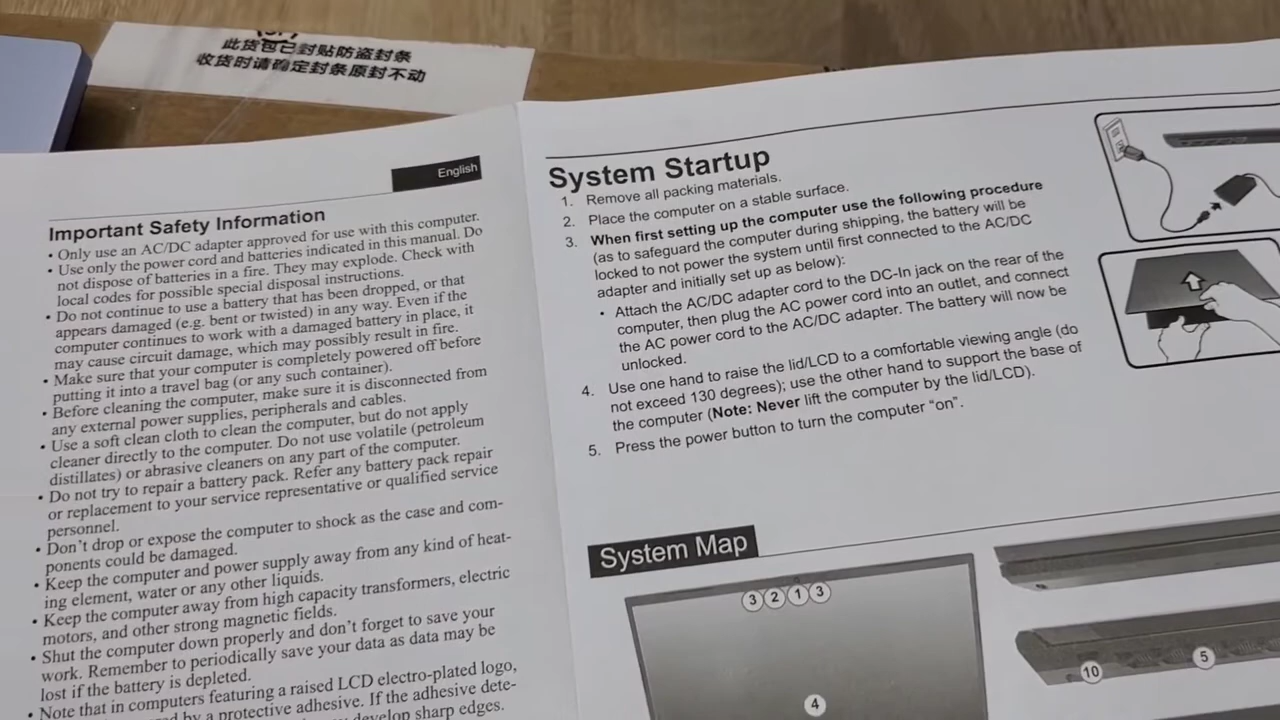 此货包已封贴防盗封条
收货时请确定封条原封不动
English
Important Safety Information
• Only use an AC/DC adapter approved for use with this computer.
• Use only the power cord and batteries indicated in this manual. Do
not dispose of batteries in a fire. They may explode. Check with
local codes for possible special disposal instructions.
• Do not continue to use a battery that has been dropped, or that
appears damaged (e.g. bent or twisted) in any way. Even if the
computer continues to work with a damaged battery in place, it
may cause circuit damage, which may possibly result in fire.
• Make sure that your computer is completely powered off before
putting it into a travel bag (or any such container).
• Before cleaning the computer, make sure it is disconnected from
any external power supplies, peripherals and cables.
• Use a soft clean cloth to clean the computer, but do not apply
cleaner directly to the computer. Do not use volatile (petroleum
distillates) or abrasive cleaners on any part of the computer.
• Do not try to repair a battery pack. Refer any battery pack repair
or replacement to your service representative or qualified service
personnel.
• Don’t drop or expose the computer to shock as the case and com-
ponents could be damaged.
• Keep the computer and power supply away from any kind of heat-
ing element, water or any other liquids.
• Keep the computer away from high capacity transformers, electric
motors, and other strong magnetic fields.
• Shut the computer down properly and don’t forget to save your
work. Remember to periodically save your data as data may be
lost if the battery is depleted.
• Note that in computers featuring a raised LCD electro-plated logo,
by a protective adhesive. If the adhesive dete-
develop sharp edges.
System Startup
1. Remove all packing materials.
2. Place the computer on a stable surface.
3. When first setting up the computer use the following procedure
(as to safeguard the computer during shipping, the battery will be
locked to not power the system until first connected to the AC/DC
adapter and initially set up as below):
• Attach the AC/DC adapter cord to the DC-In jack on the rear of the
computer, then plug the AC power cord into an outlet, and connect
the AC power cord to the AC/DC adapter. The battery will now be
unlocked.
4. Use one hand to raise the lid/LCD to a comfortable viewing angle (do
not exceed 130 degrees); use the other hand to support the base of
the computer (Note: Never lift the computer by the lid/LCD).
5. Press the power button to turn the computer “on”.
System Map
3 2 1 3
4
10 5